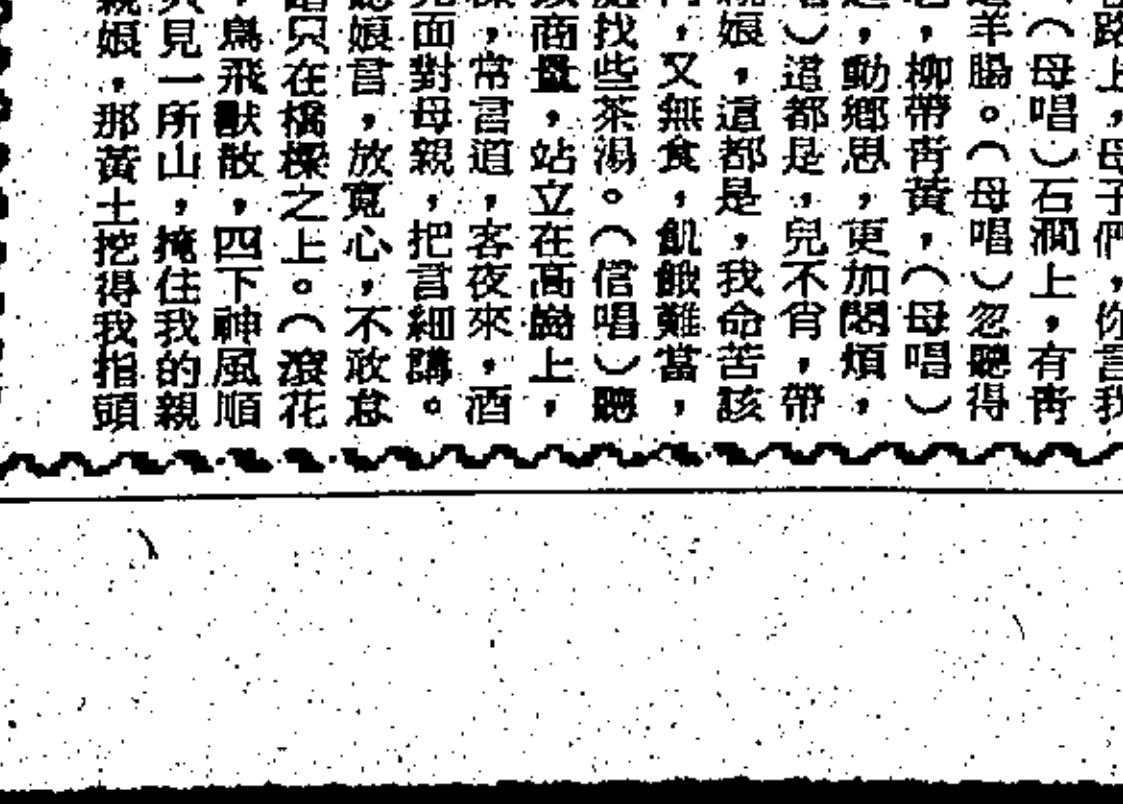 路上，母子們，你言我
（母唱）石澗上，有青
羊腸。（母唱）忽聽得
，柳帶青黃，（母唱）
，動鄉思，更加悶煩，
）這都是，兒不肖，帶
娘，這都是，我命苦該
，又無食，飢餓難當，
找些茶湯。（信唱）聽
商量，站立在高崗上，
，常言道，客夜來，酒
面對母親，把言細講。
娘言，放寬心，不敢怠
只在橋樑之上。（滾花
，鳥飛獸散，四下神風順
只見一所山，掩住我的親
親娘，那黃土挖得我指頭